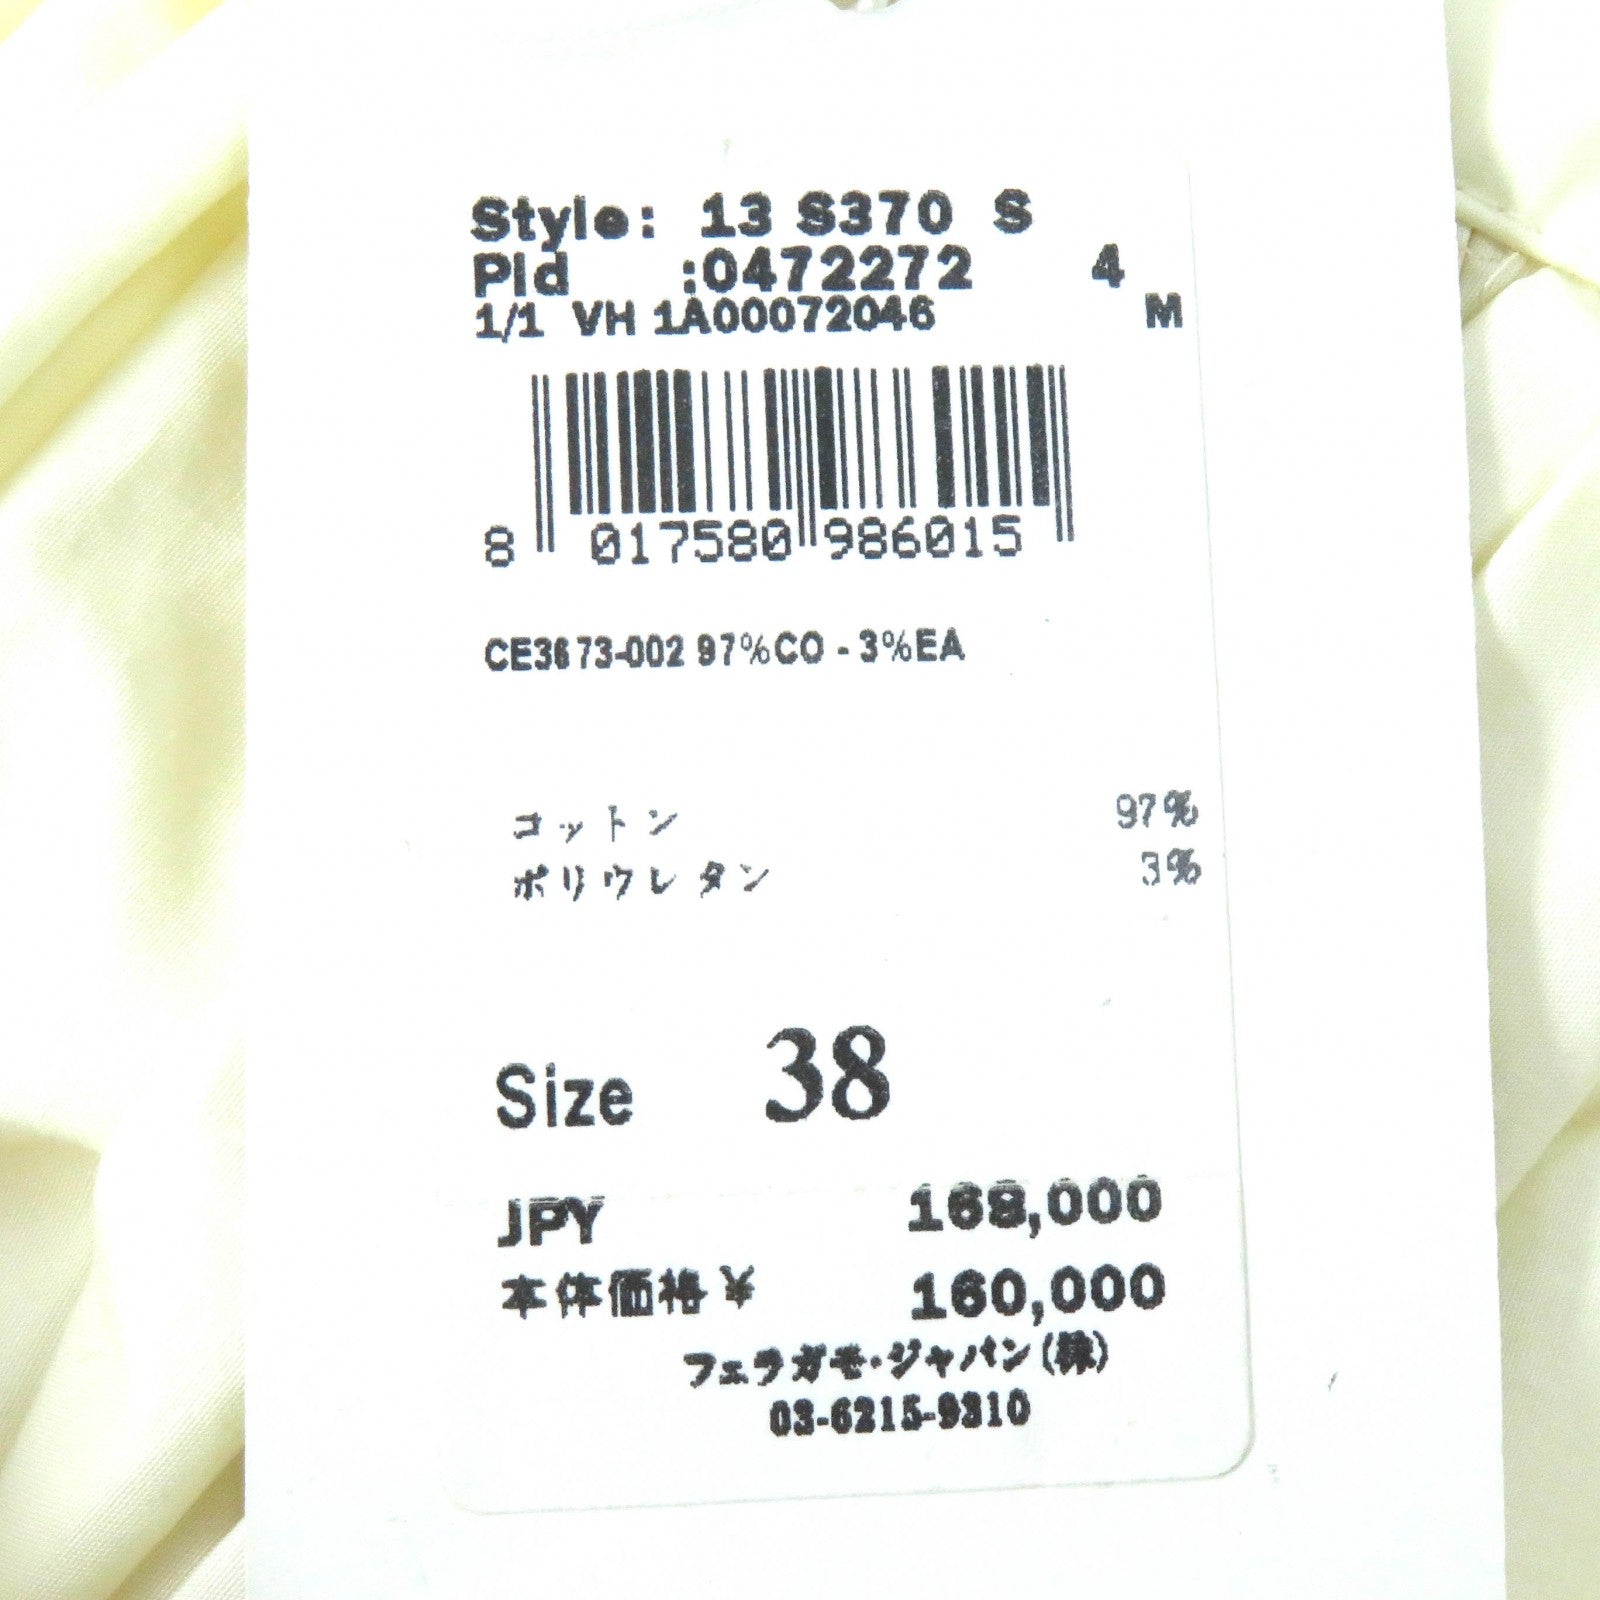 Style: 13 S370 S
Pld :0472272 4
1/1 VH 1A00072046 M
8 017580 986015
CE3673-002 97%CO - 3%EA
コットン 97%
ポリウレタン 3%
Size 38
JPY 168,000
本体価格 ¥ 160,000
フェラガモ・ジャパン(株)
03-6215-9310